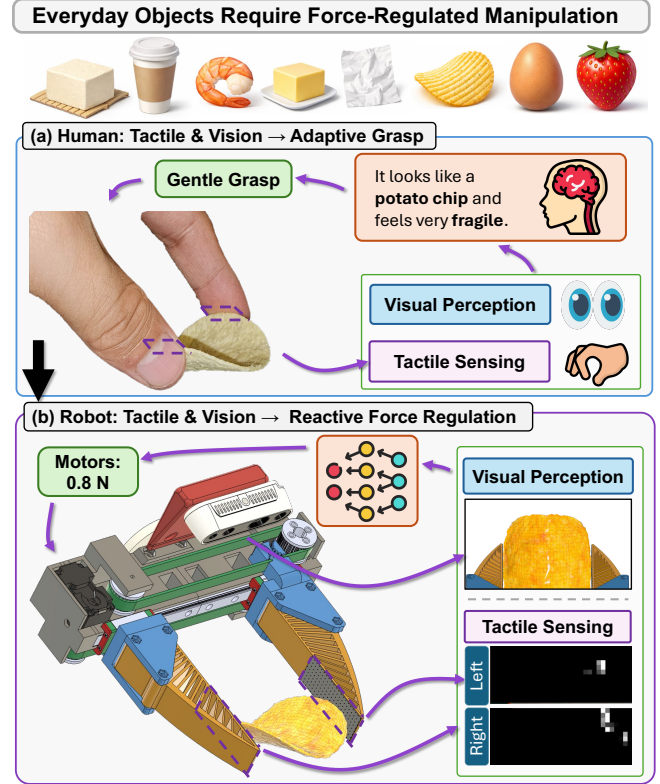 Everyday Objects Require Force-Regulated Manipulation
(a) Human: Tactile & Vision → Adaptive Grasp
Gentle Grasp
It looks like a
potato chip and
feels very fragile.
Visual Perception
Tactile Sensing
(b) Robot: Tactile & Vision → Reactive Force Regulation
Motors:
0.8 N
Visual Perception
Tactile Sensing
Left
Right